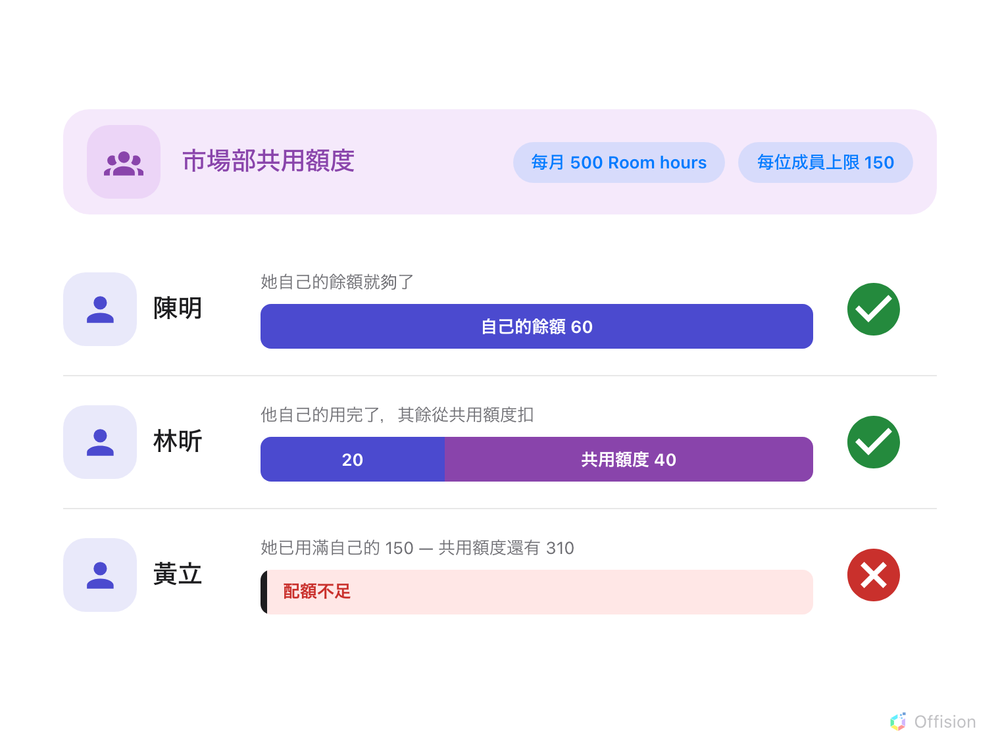 市場部共用額度
每月 500 Room hours
每位成員上限 150
陳明
她自己的餘額就夠了
自己的餘額 60
林昕
他自己的用完了，其餘從共用額度扣
20
共用額度 40
黃立
她已用滿自己的 150 — 共用額度還有 310
配額不足
Offision